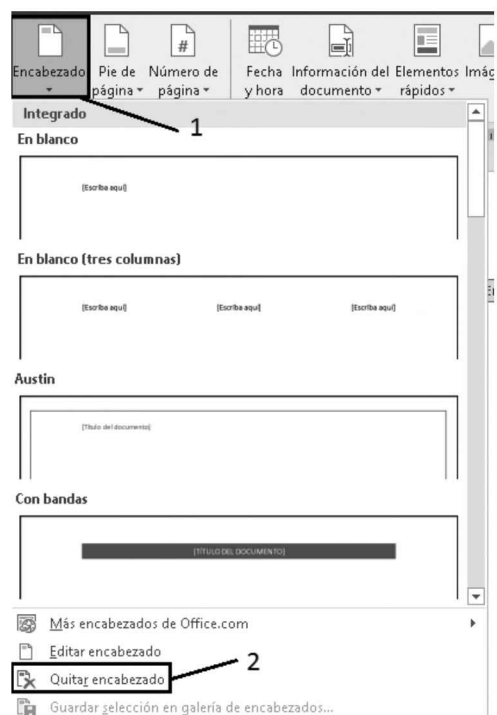 #
Encabezado Pie de Número de Fecha Información del Elementos Imág
página página y hora documento rápidos
1
Integrado
En blanco
[Escriba aquí]
En blanco (tres columnas)
[Escriba aquí] [Escriba aquí] [Escriba aquí]
Austin
[Título del documento]
Con bandas
[TÍTULO DEL DOCUMENTO]
Más encabezados de Office.com
Editar encabezado
2
Quitar encabezado
Guardar selección en galería de encabezados...